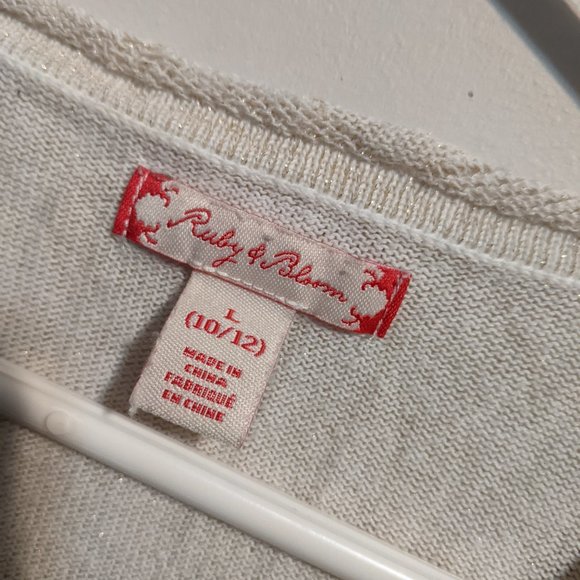 Ruby & Bloom
L
(10/12)
MADE IN
CHINA
FABRIQUÉ
EN CHINE